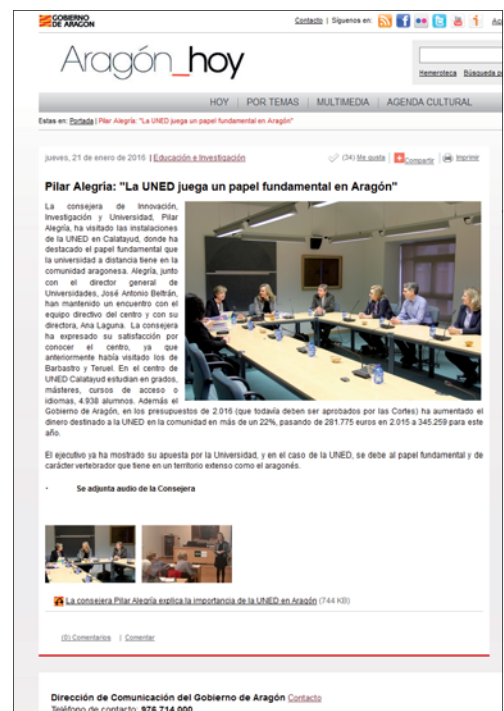 GOBIERNO
DE ARAGON
Contacto | Síguenos en:
Aragón_hoy
Hemeroteca Búsqueda
HOY | POR TEMAS | MULTIMEDIA | AGENDA CULTURAL
Estás en: Portada | Pilar Alegría: "La UNED juega un papel fundamental en Aragón"
jueves, 21 de enero de 2016 | Educación e Investigación
(34) Me gusta | Compartir | Imprimir
Pilar Alegría: "La UNED juega un papel fundamental en Aragón"
La consejera de Innovación,
Investigación y Universidad, Pilar
Alegría, ha visitado las instalaciones
de la UNED en Calatayud, donde ha
destacado el papel fundamental que
la universidad a distancia tiene en la
comunidad aragonesa. Alegría, junto
con el director general de
Universidades, José Antonio Beltrán,
han mantenido un encuentro con el
equipo directivo del centro y con su
directora, Ana Laguna. La consejera
ha expresado su satisfacción por
conocer el centro, ya que
anteriormente había visitado los de
Barbastro y Teruel. En el centro de
UNED Calatayud estudian en grados,
másteres, cursos de acceso o
idiomas, 4.938 alumnos. Además el
Gobierno de Aragón, en los presupuestos de 2.016 (que todavía deben ser aprobados por las Cortes) ha aumentado el
dinero destinado a la UNED en la comunidad en más de un 22%, pasando de 281.775 euros en 2.015 a 345.259 para este
año.
El ejecutivo ya ha mostrado su apuesta por la Universidad, y en el caso de la UNED, se debe al papel fundamental y de
carácter vertebrador que tiene en un territorio extenso como el aragonés.
· Se adjunta audio de la Consejera
La consejera Pilar Alegría explica la importancia de la UNED en Aragón (744 KB)
(0) Comentarios | Comentar
Dirección de Comunicación del Gobierno de Aragón Contacto
Teléfono de contacto: 976 714 000